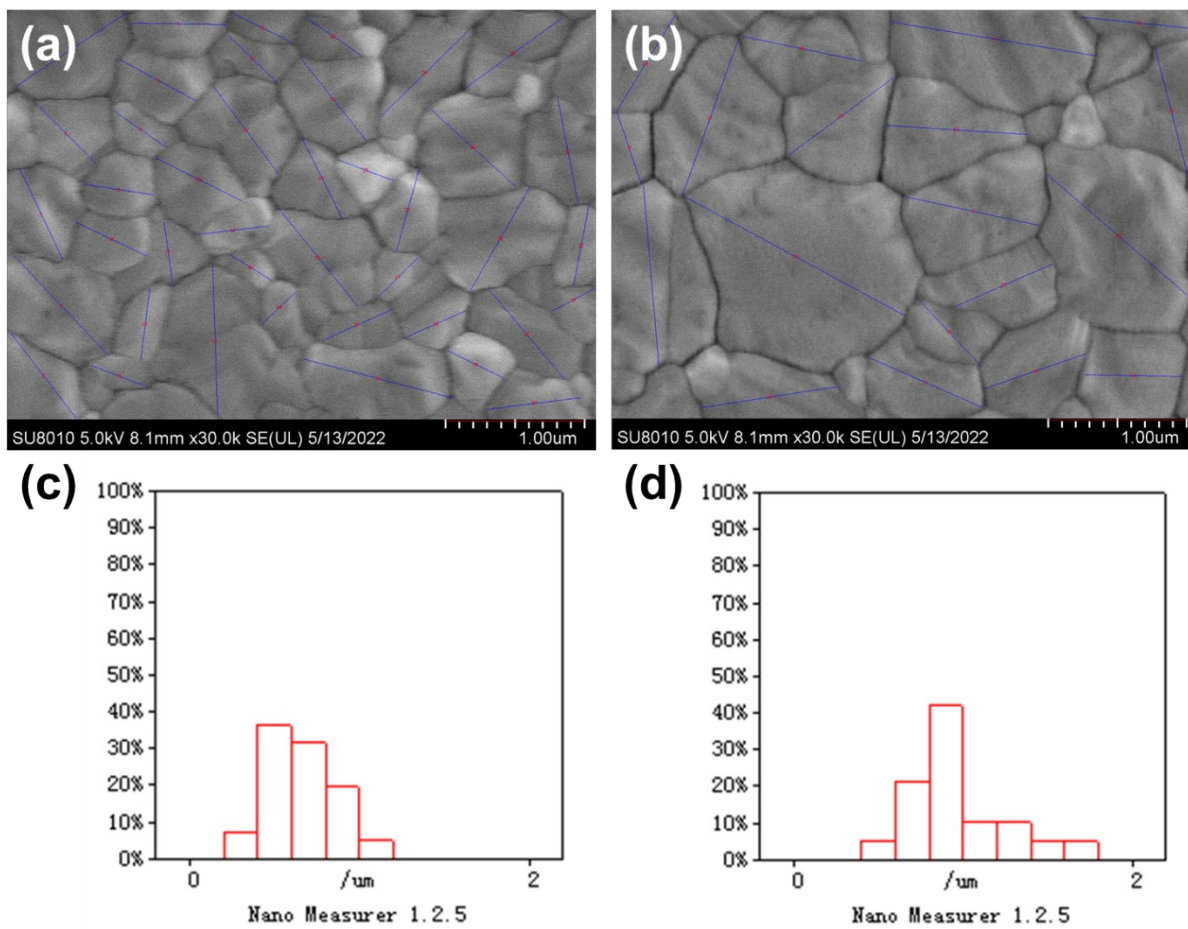 (a)
SU8010 5.0kV 8.1mm x30.0k SE(UL) 5/13/2022
1.00um
(b)
SU8010 5.0kV 8.1mm x30.0k SE(UL) 5/13/2022
1.00um
(c)
100%
90%
80%
70%
60%
50%
40%
30%
20%
10%
0%
0
/um
2
Nano Measurer 1.2.5
(d)
100%
90%
80%
70%
60%
50%
40%
30%
20%
10%
0%
0
/um
2
Nano Measurer 1.2.5